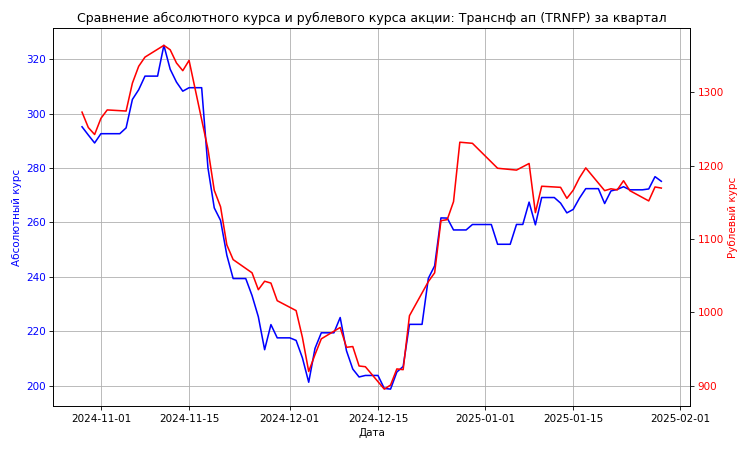 Сравнение абсолютного курса и рублевого курса акции: Транснф ап (TRNFP) за квартал
Абсолютный курс
320
300
280
260
240
220
200
1300
1200
1100
1000
900
Рублевый курс
2024-11-01 2024-11-15 2024-12-01 2024-12-15 2025-01-01 2025-01-15 2025-02-01
Дата